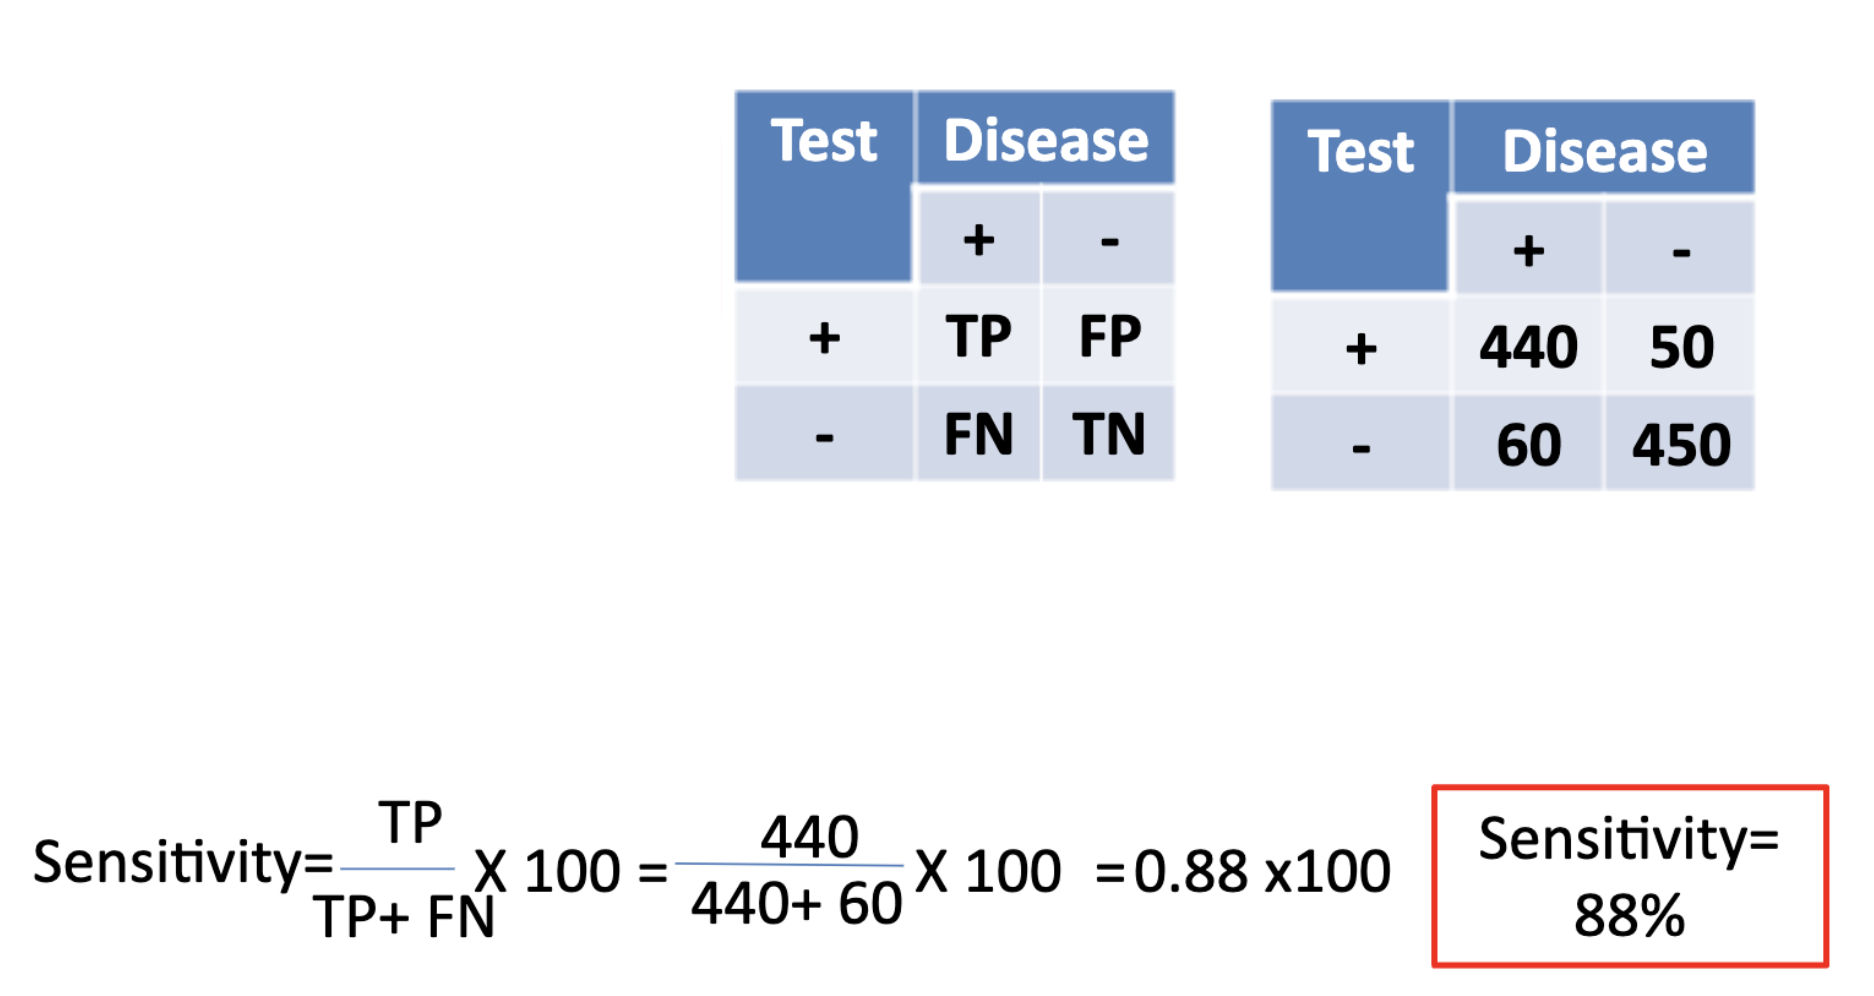 Test Disease
+ -
+ TP FP
- FN TN
Test Disease
+ -
+ 440 50
- 60 450
Sensitivity= TP / TP+ FN X 100 = 440 / 440+ 60 X 100 =0.88 x100
Sensitivity=
88%